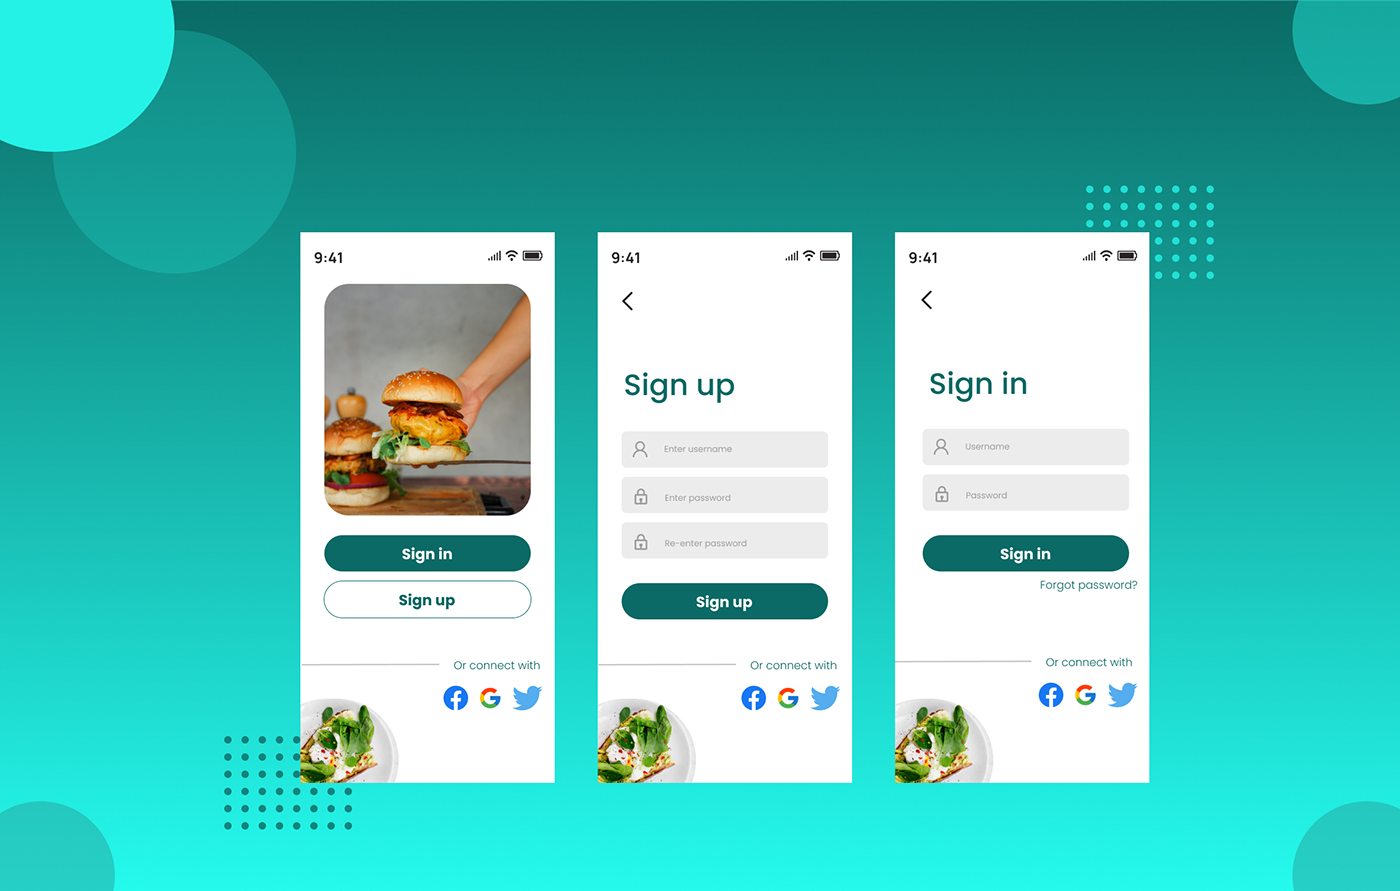 9:41
Sign in
Sign up
Or connect with
9:41
Sign up
Enter username
Enter password
Re-enter password
Sign up
Or connect with
9:41
Sign in
Username
Password
Sign in
Forgot password?
Or connect with